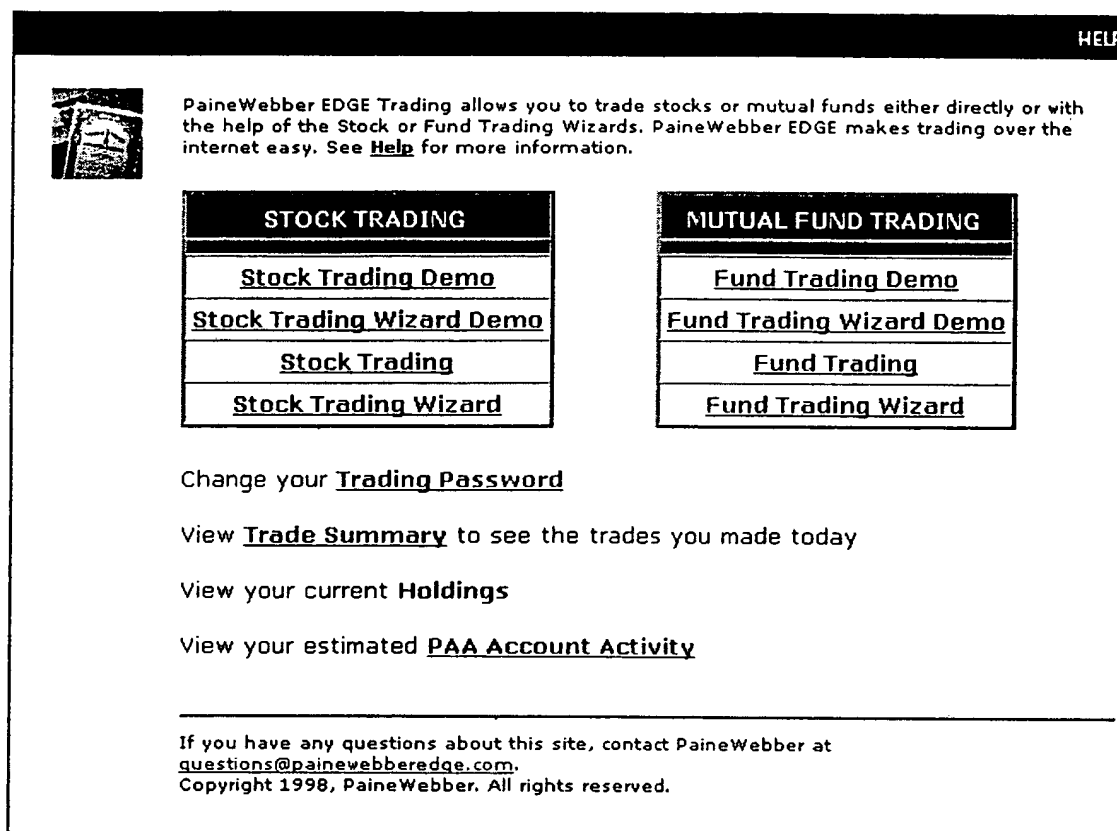 HELP
PaineWebber EDGE Trading allows you to trade stocks or mutual funds either directly or with
the help of the Stock or Fund Trading Wizards. PaineWebber EDGE makes trading over the
internet easy. See Help for more information.
STOCK TRADING
Stock Trading Demo
Stock Trading Wizard Demo
Stock Trading
Stock Trading Wizard
MUTUAL FUND TRADING
Fund Trading Demo
Fund Trading Wizard Demo
Fund Trading
Fund Trading Wizard
Change your Trading Password
View Trade Summary to see the trades you made today
View your current Holdings
View your estimated PAA Account Activity
If you have any questions about this site, contact PaineWebber at
questions@painewebberedge.com.
Copyright 1998, PaineWebber. All rights reserved.